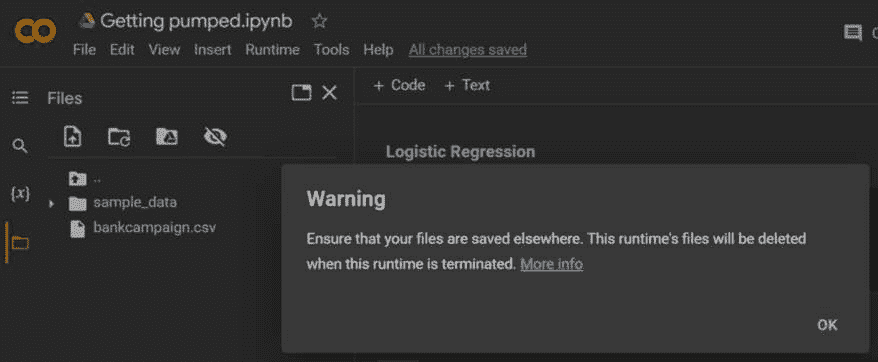 Getting pumped.ipynb
File Edit View Insert Runtime Tools Help All changes saved
Files
+ Code + Text
Logistic Regression
{x}
..
sample_data
bankcampaign.csv
Warning
Ensure that your files are saved elsewhere. This runtime's files will be deleted
when this runtime is terminated. More info
OK